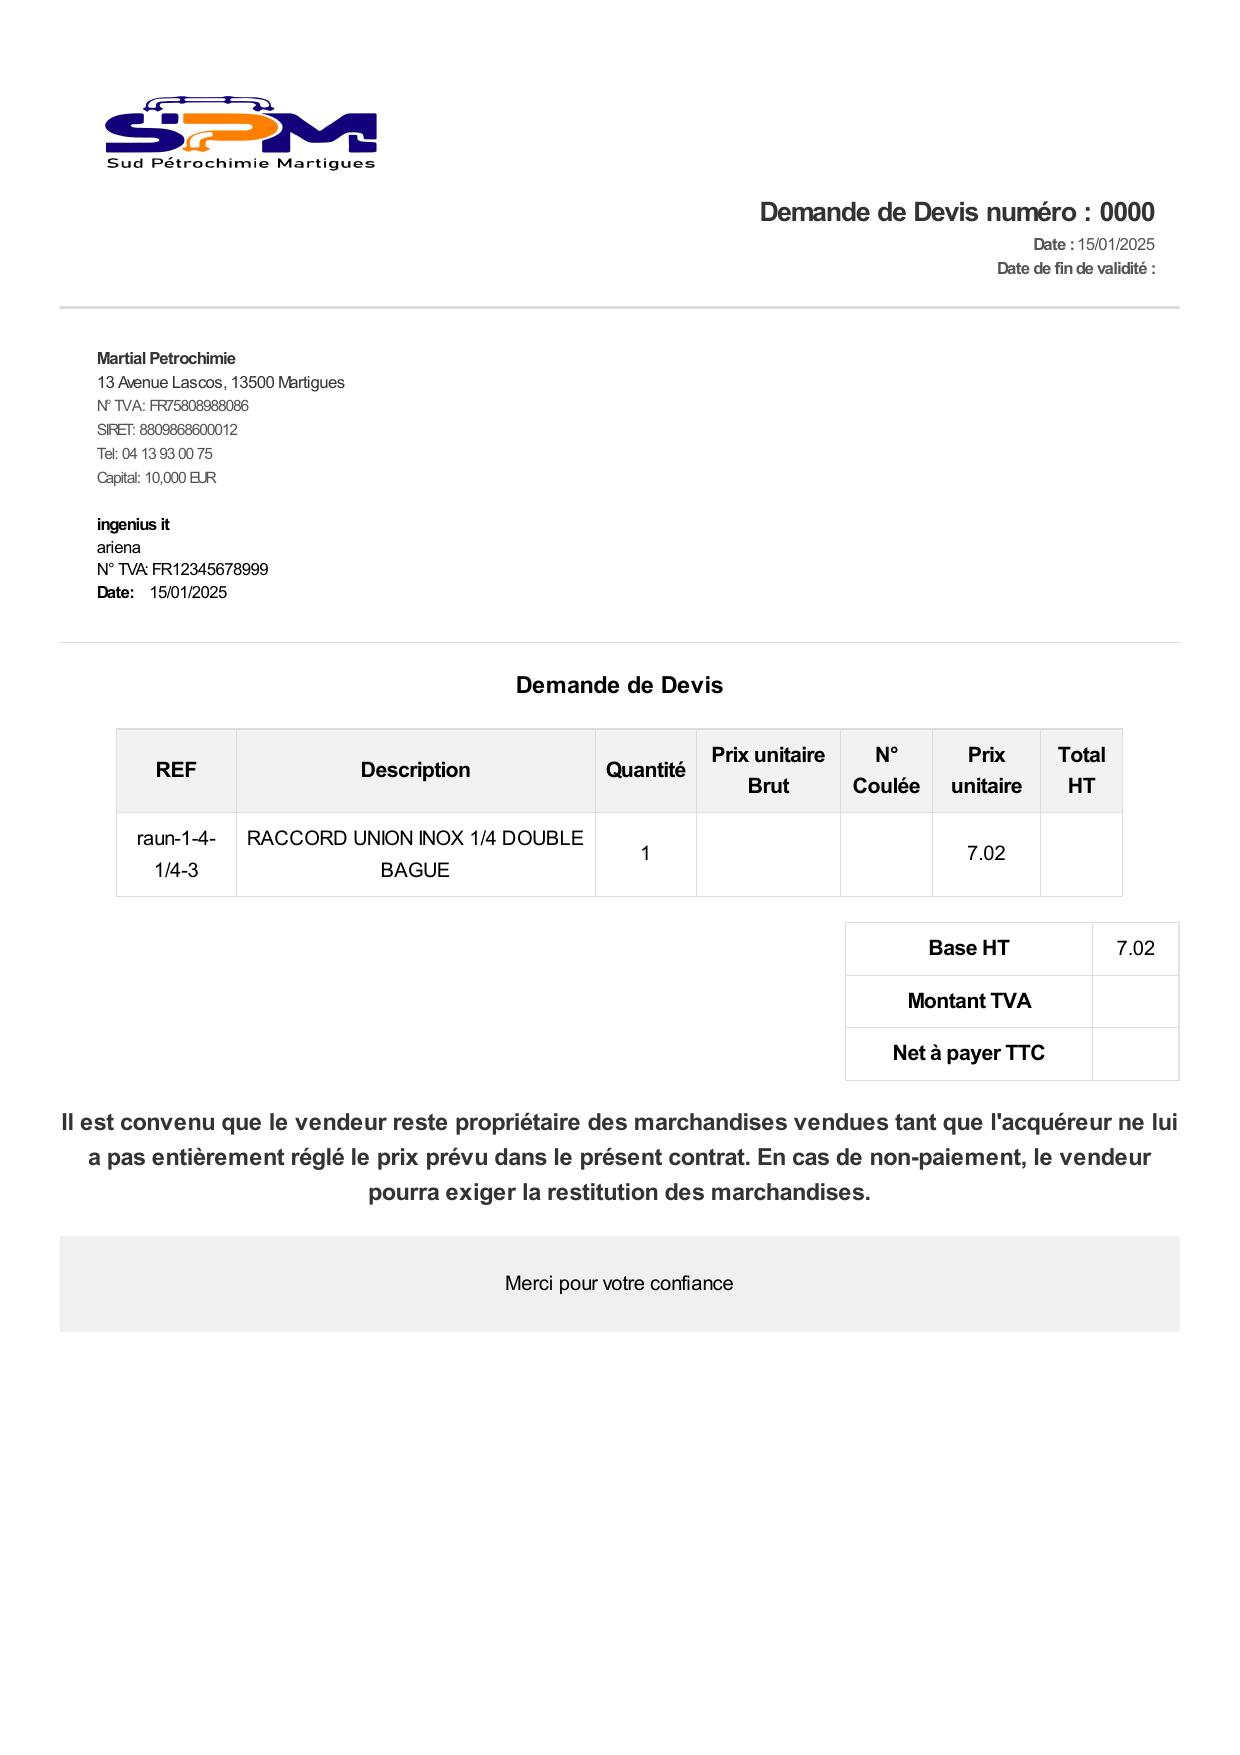 SPM
Sud Pétrochimie Martigues
Demande de Devis numéro : 0000
Date : 15/01/2025
Date de fin de validité :
Martial Petrochimie
13 Avenue Lascos, 13500 Martigues
N° TVA: FR75808988086
SIRET: 8809868600012
Tel: 04 13 93 00 75
Capital: 10,000 EUR
ingenius it
ariena
N° TVA: FR12345678999
Date: 15/01/2025
Demande de Devis
REF Description Quantité Prix unitaire Brut N° Coulée Prix unitaire Total HT
raun-1-4-1/4-3 RACCORD UNION INOX 1/4 DOUBLE BAGUE 1 7.02
Base HT 7.02
Montant TVA
Net à payer TTC
Il est convenu que le vendeur reste propriétaire des marchandises vendues tant que l'acquéreur ne lui
a pas entièrement réglé le prix prévu dans le présent contrat. En cas de non-paiement, le vendeur
pourra exiger la restitution des marchandises.
Merci pour votre confiance